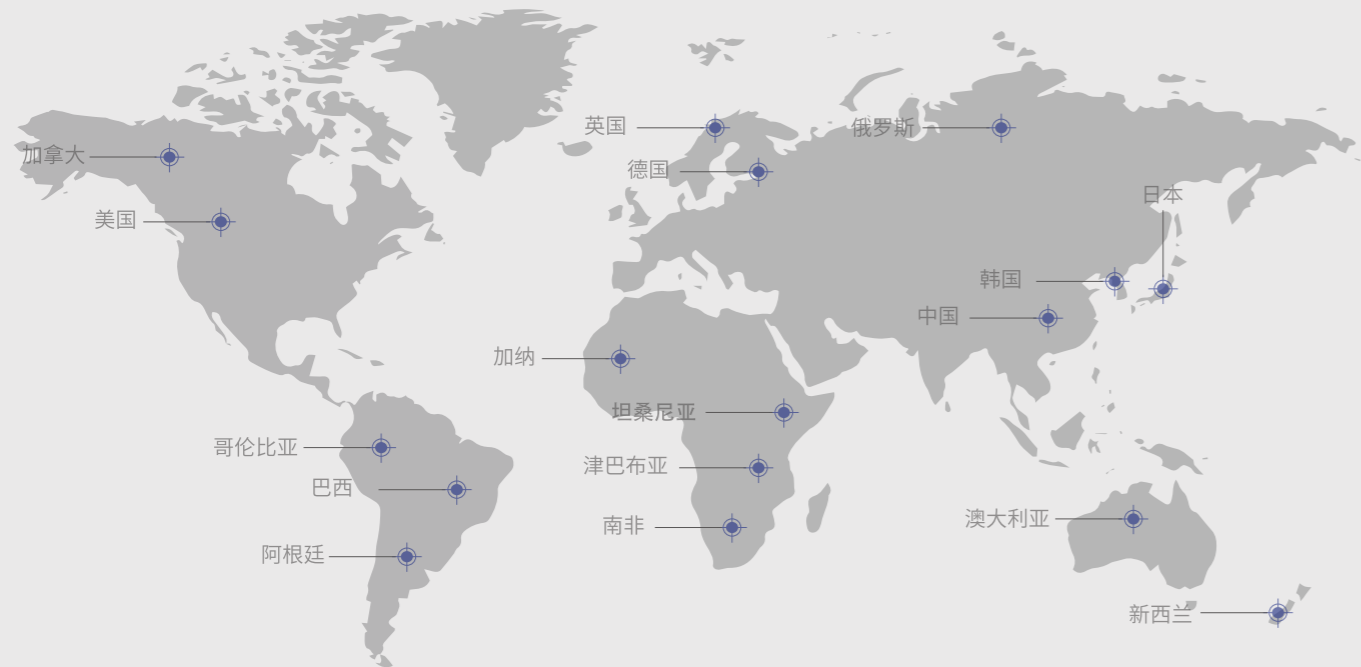 英国
俄罗斯
加拿大
德国
日本
美国
韩国
中国
加纳
坦桑尼亚
哥伦比亚
津巴布亚
巴西
澳大利亚
南非
阿根廷
新西兰